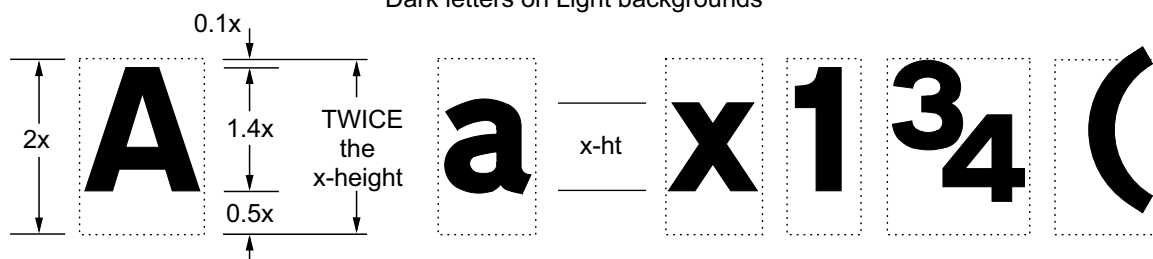 Dark letters on Light backgrounds
0.1x
2x
A
1.4x
0.5x
TWICE
the
x-height
a
x-ht
x
1
3/4
(